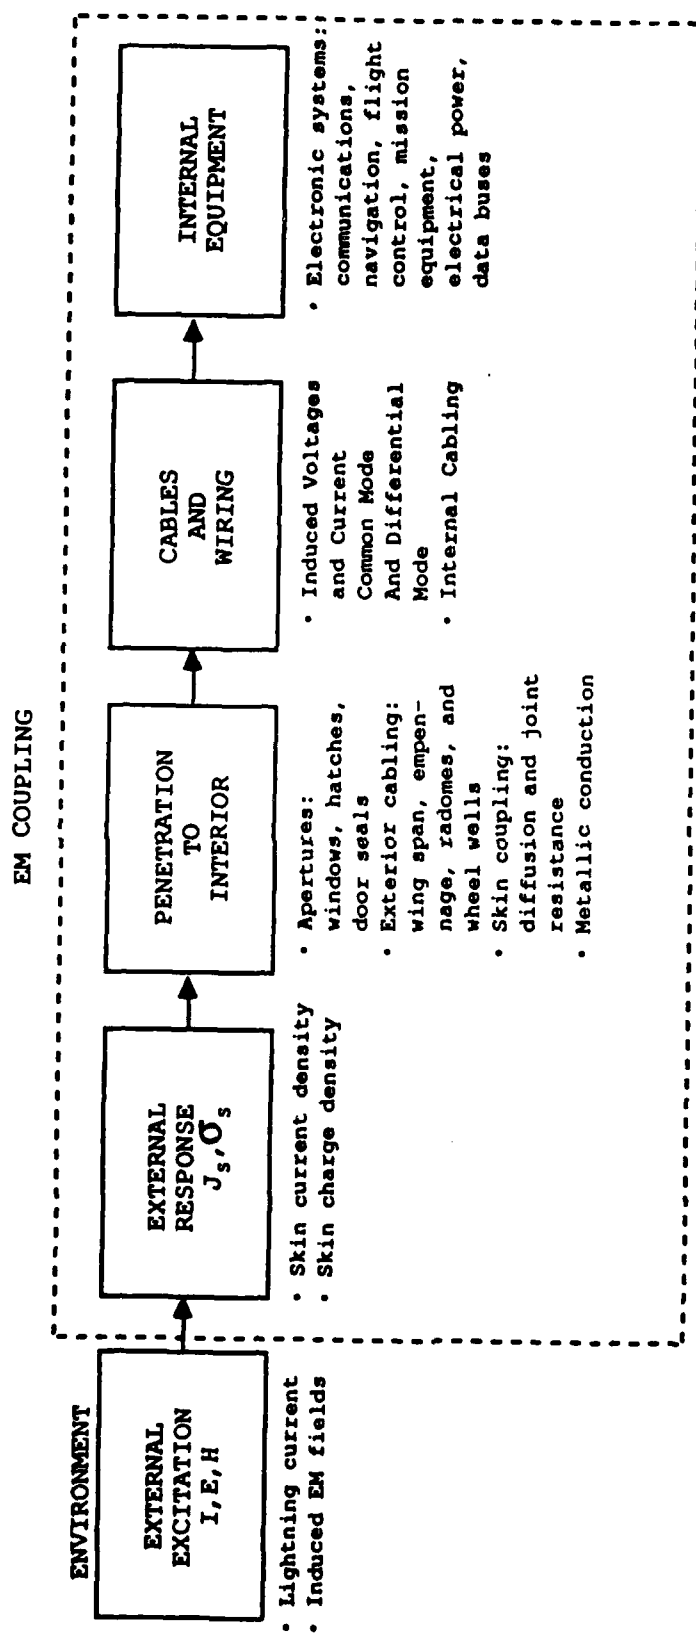 EM COUPLING
ENVIRONMENT
EXTERNAL
EXCITATION
I,E,H
• Lightning current
• Induced EM fields
EXTERNAL
RESPONSE
Js,σs
• Skin current density
• Skin charge density
PENETRATION
TO
INTERIOR
• Apertures:
windows, hatches,
door seals
• Exterior cabling:
wing span, empen-
nage, radomes, and
wheel wells
• Skin coupling:
diffusion and joint
resistance
• Metallic conduction
CABLES
AND
WIRING
• Induced Voltages
and Current
Common Mode
And Differential
Mode
• Internal Cabling
INTERNAL
EQUIPMENT
• Electronic systems:
communications,
navigation, flight
control, mission
equipment,
electrical power,
data buses